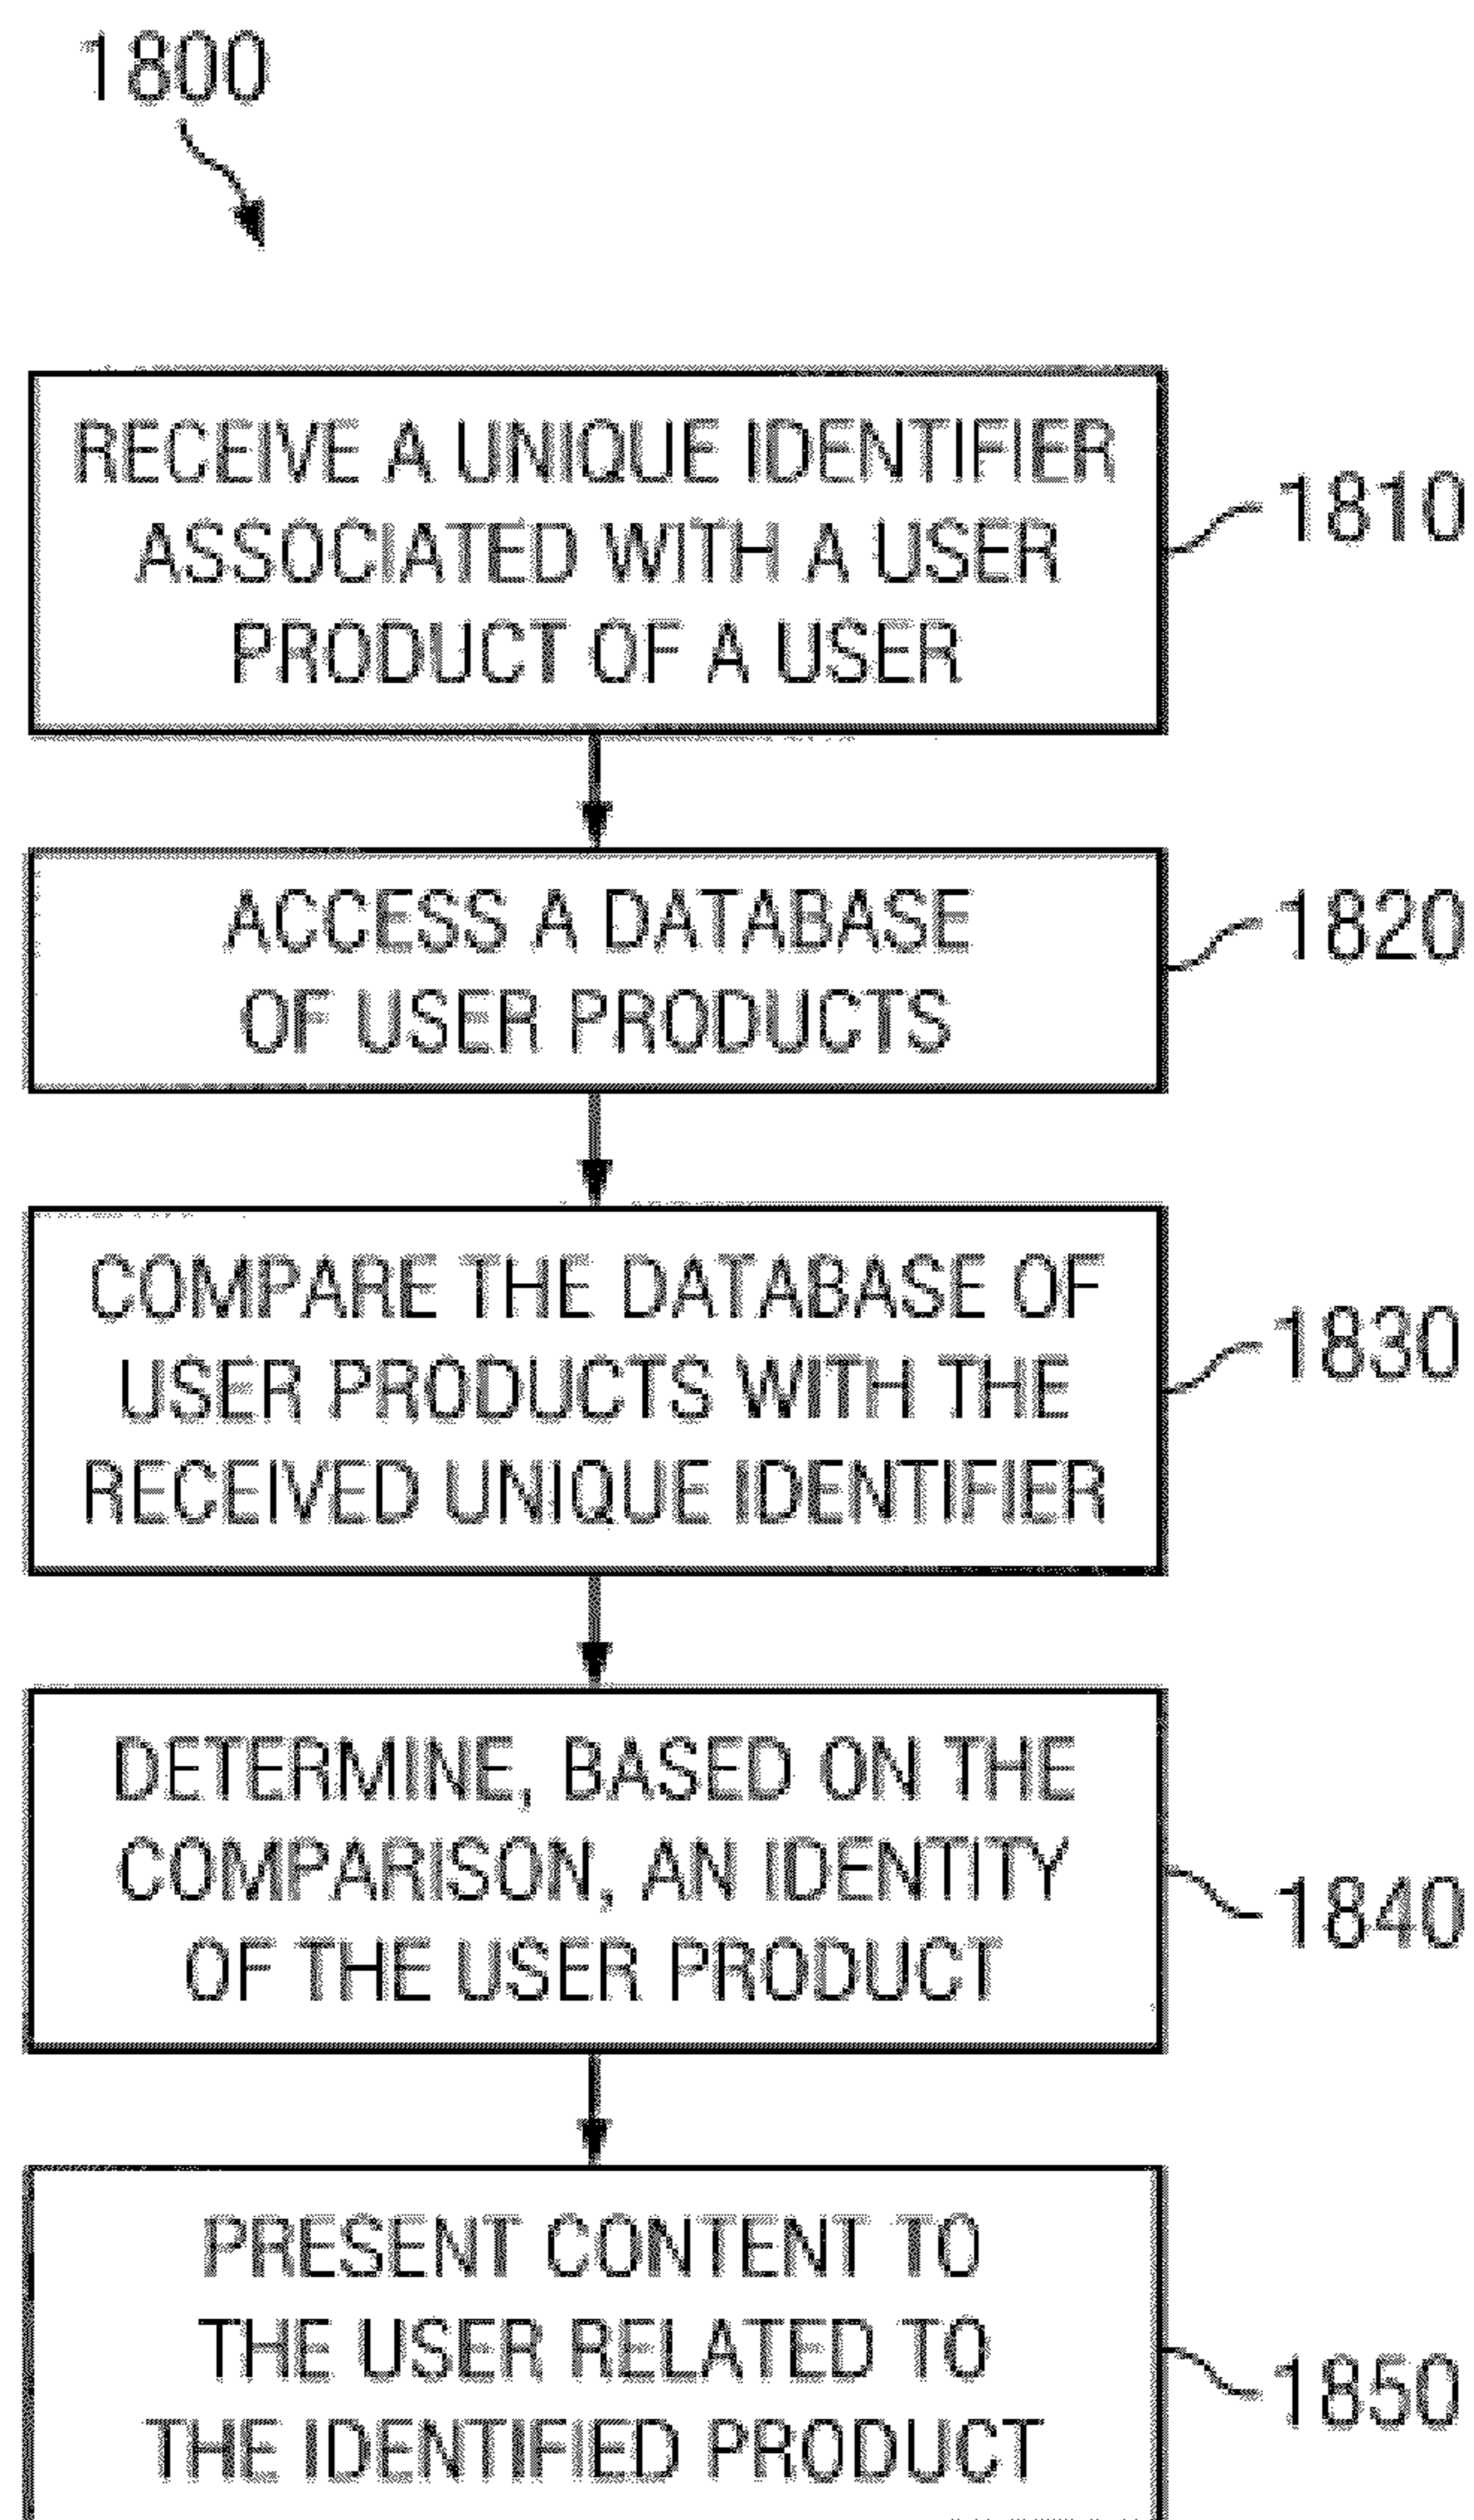 1800
RECEIVE A UNIQUE IDENTIFIER
ASSOCIATED WITH A USER
PRODUCT OF A USER
1810
ACCESS A DATABASE
OF USER PRODUCTS
1820
COMPARE THE DATABASE OF
USER PRODUCTS WITH THE
RECEIVED UNIQUE IDENTIFIER
1830
DETERMINE, BASED ON THE
COMPARISON, AN IDENTITY
OF THE USER PRODUCT
1840
PRESENT CONTENT TO
THE USER RELATED TO
THE IDENTIFIED PRODUCT
1850